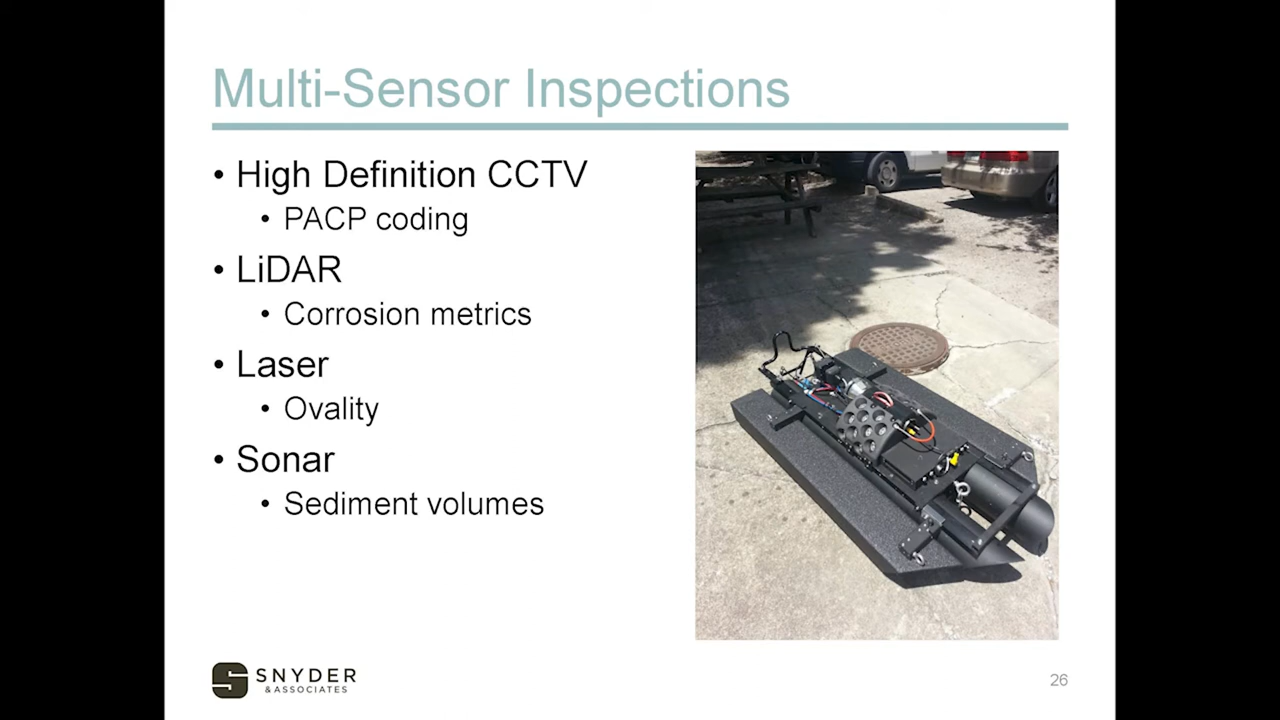 Multi-Sensor Inspections
• High Definition CCTV
• PACP coding
• LiDAR
• Corrosion metrics
• Laser
• Ovality
• Sonar
• Sediment volumes
SNYDER
& ASSOCIATES
26